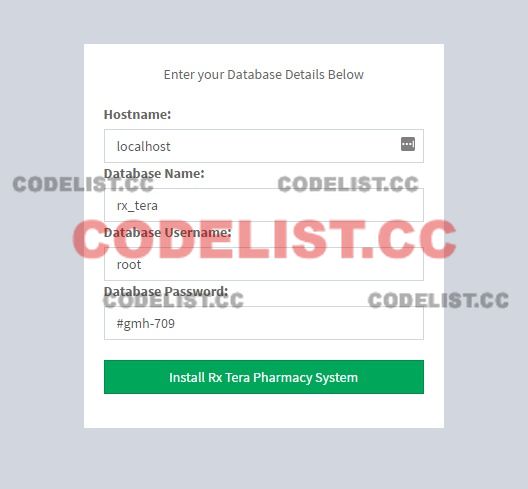 Enter your Database Details Below
Hostname:
localhost
Database Name:
CODELIST.CC CODELIST.CC
rx_tera
Database Username:
CODELIST.CC
root
Database Password:
CODELIST.CC CODELIST.CC
#gmh-709
Install Rx Tera Pharmacy System